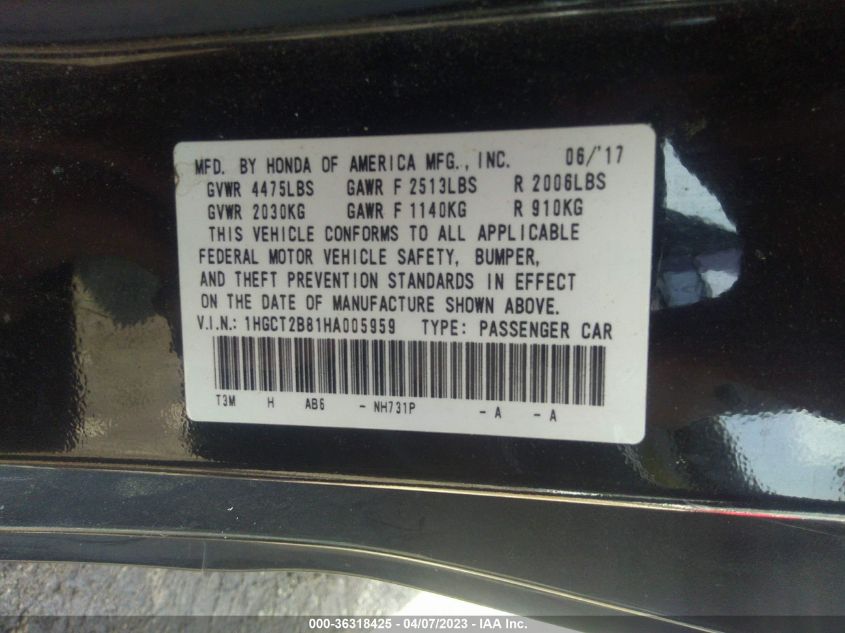 MFD. BY HONDA OF AMERICA MFG., INC. 06/'17
GVWR 4475LBS GAWR F 2513LBS R 2006LBS
GVWR 2030KG GAWR F 1140KG R 910KG
THIS VEHICLE CONFORMS TO ALL APPLICABLE
FEDERAL MOTOR VEHICLE SAFETY, BUMPER,
AND THEFT PREVENTION STANDARDS IN EFFECT
ON THE DATE OF MANUFACTURE SHOWN ABOVE.
V.I.N.: 1HGCT2B81HA005959 TYPE: PASSENGER CAR
T3M H AB6 - NH731P - A - A
000-36318425 - 04/07/2023 - IAA Inc.